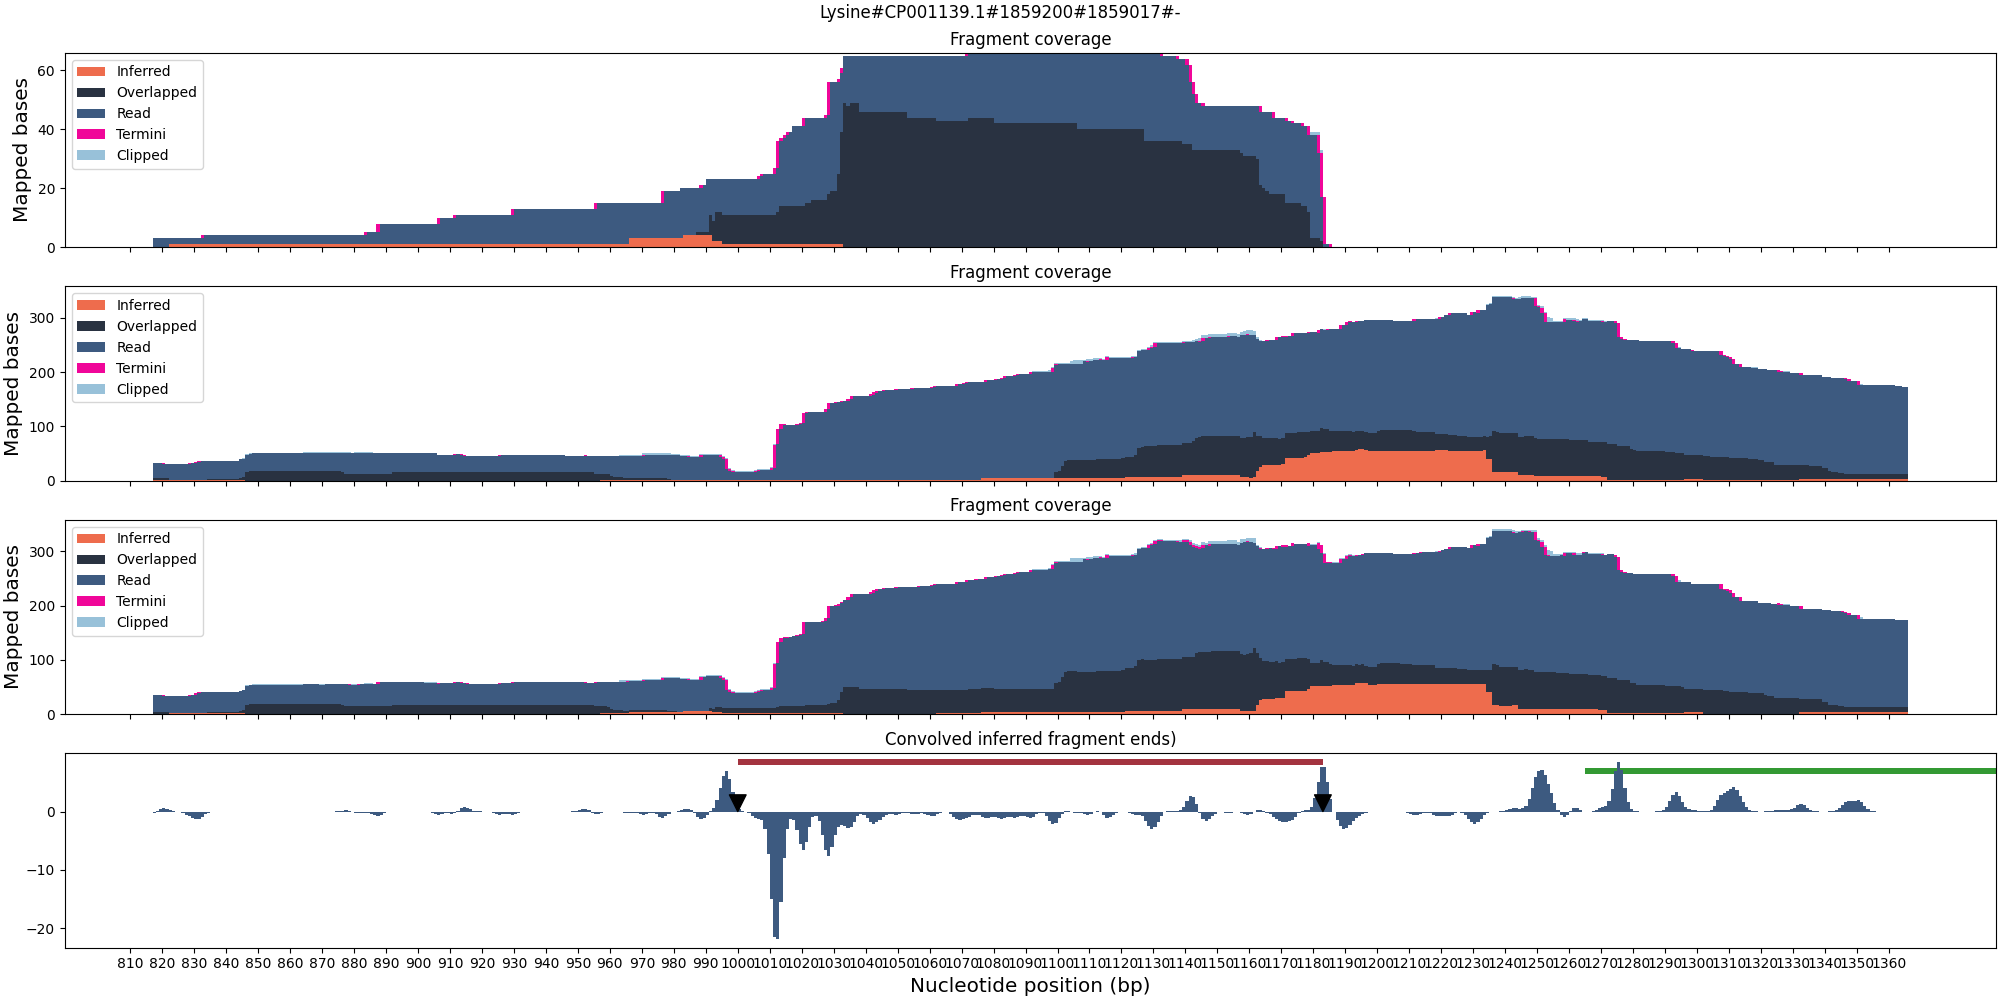 Lysine#CP001139.1#1859200#1859017#-
Fragment coverage
Mapped bases
60
40
20
0
Inferred
Overlapped
Read
Termini
Clipped
Fragment coverage
Mapped bases
300
200
100
0
Inferred
Overlapped
Read
Termini
Clipped
Fragment coverage
Mapped bases
300
200
100
0
Inferred
Overlapped
Read
Termini
Clipped
Convolved inferred fragment ends)
0
−10
−20
810 820 830 840 850 860 870 880 890 900 910 920 930 940 950 960 970 980 990 1000 1010 1020 1030 1040 1050 1060 1070 1080 1090 1100 1110 1120 1130 1140 1150 1160 1170 1180 1190 1200 1210 1220 1230 1240 1250 1260 1270 1280 1290 1300 1310 1320 1330 1340 1350 1360
Nucleotide position (bp)